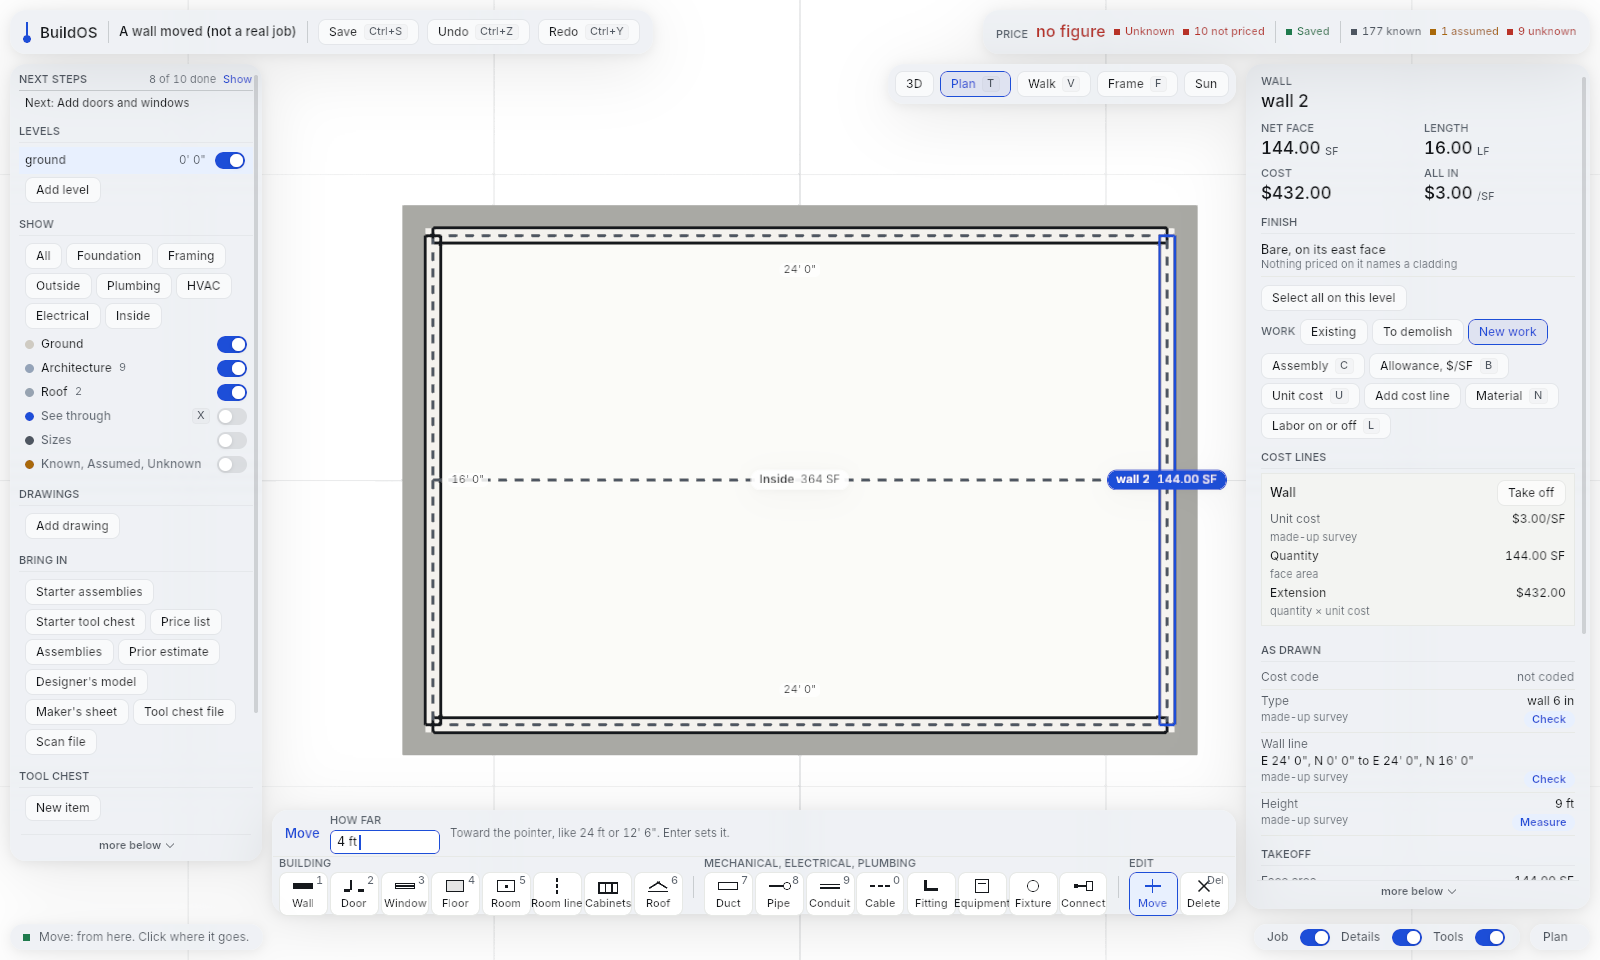 BuildOS
A wall moved (not a real job)
Save Ctrl+S
Undo Ctrl+Z
Redo Ctrl+Y
PRICE no figure
Unknown
10 not priced
Saved
177 known
1 assumed
9 unknown
3D
Plan T
Walk V
Frame F
Sun
NEXT STEPS 8 of 10 done Show
Next: Add doors and windows
LEVELS
ground 0' 0"
Add level
SHOW
All Foundation Framing
Outside Plumbing HVAC
Electrical Inside
Ground
Architecture 9
Roof 2
See through X
Sizes
Known, Assumed, Unknown
DRAWINGS
Add drawing
BRING IN
Starter assemblies
Starter tool chest Price list
Assemblies Prior estimate
Designer's model
Maker's sheet Tool chest file
Scan file
TOOL CHEST
New item
more below
24' 0"
16' 0"
Inside 364 SF
wall 2 144.00 SF
24' 0"
WALL
wall 2
NET FACE LENGTH
144.00 SF 16.00 LF
COST ALL IN
$432.00 $3.00 /SF
FINISH
Bare, on its east face
Nothing priced on it names a cladding
Select all on this level
WORK Existing To demolish New work
Assembly C Allowance, $/SF B
Unit cost U Add cost line Material N
Labor on or off L
COST LINES
Wall Take off
Unit cost $3.00/SF
made-up survey
Quantity 144.00 SF
face area
Extension $432.00
quantity × unit cost
AS DRAWN
Cost code not coded
Type wall 6 in
made-up survey Check
Wall line
E 24' 0", N 0' 0" to E 24' 0", N 16' 0"
made-up survey Check
Height 9 ft
made-up survey Measure
TAKEOFF
Face area 144.00 SF
more below
Move
HOW FAR
4 ft
Toward the pointer, like 24 ft or 12' 6". Enter sets it.
BUILDING
Wall 1
Door 2
Window 3
Floor 4
Room 5
Room line
Cabinets
Roof 6
MECHANICAL, ELECTRICAL, PLUMBING
Duct 7
Pipe 8
Conduit 9
Cable 0
Fitting
Equipment
Fixture
Connect
EDIT
Move
Delete Del
Move: from here. Click where it goes.
Job Details Tools Plan